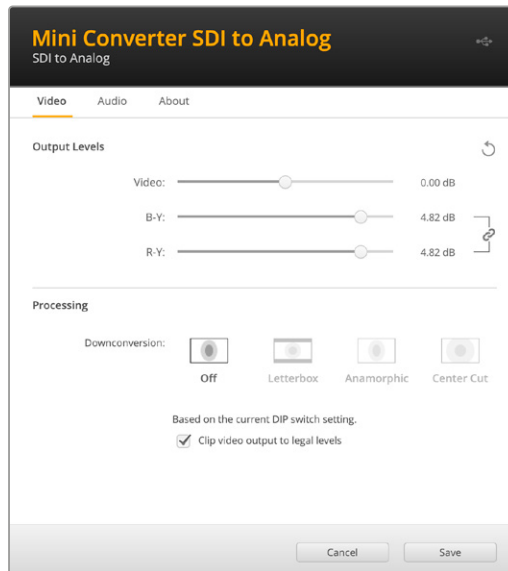 Mini Converter SDI to Analog
SDI to Analog
Video Audio About
Output Levels
Video: 0.00 dB
B-Y: 4.82 dB
R-Y: 4.82 dB
Processing
Downconversion:
Off Letterbox Anamorphic Center Cut
Based on the current DIP switch setting.
Clip video output to legal levels
Cancel Save